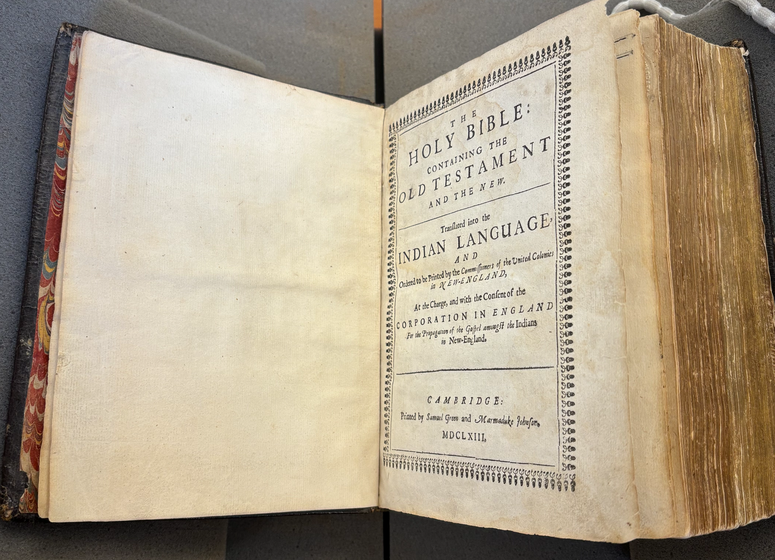 THE
HOLY BIBLE:
CONTAINING THE
OLD TESTAMENT
AND THE NEW.
Translated into the
INDIAN LANGUAGE,
AND
Ordered to be Printed by the Commissioners of the United Colonies
in NEW-ENGLAND,
At the Charge, and with the Consent of the
CORPORATION IN ENGLAND
For the Propagation of the Gospel amongst the Indians
in New-England.
CAMBRIDGE:
Printed by Samuel Green and Marmaduke Johnson.
MDCLXIII.